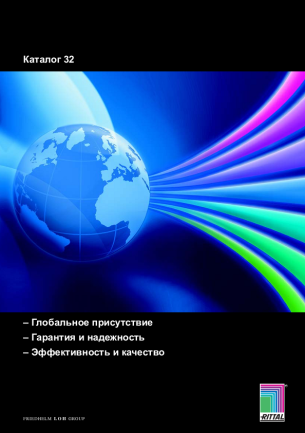 Каталог 32
– Глобальное присутствие
– Гарантия и надежность
– Эффективность и качество
FRIEDHELM LOH GROUP
RITTAL